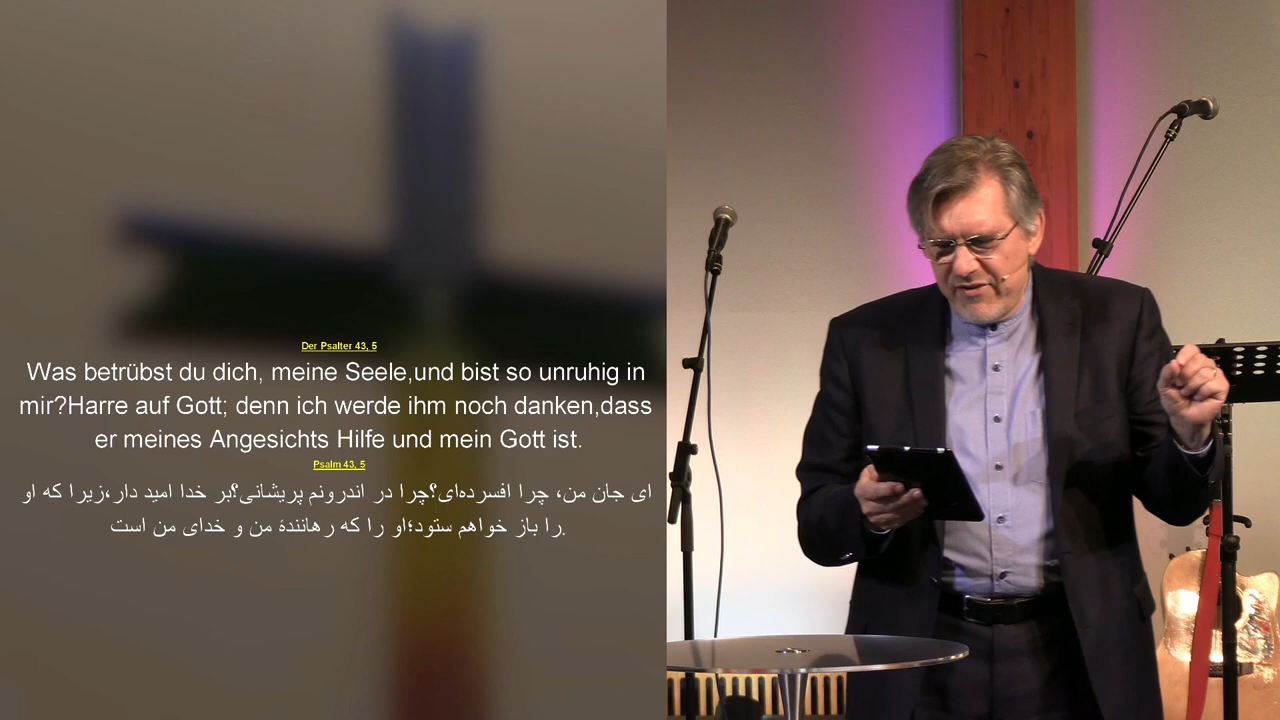 Der Psalter 43, 5
Was betrübst du dich, meine Seele,und bist so unruhig in
mir?Harre auf Gott; denn ich werde ihm noch danken,dass
er meines Angesichts Hilfe und mein Gott ist.
Psalm 43, 5
ای جان من، چرا افسرده‌ای؟چرا در اندرونم پریشانی؟بر خدا امید دار،زیرا که او
را باز خواهم ستود؛او را که رهانندۀ من و خدای من است.